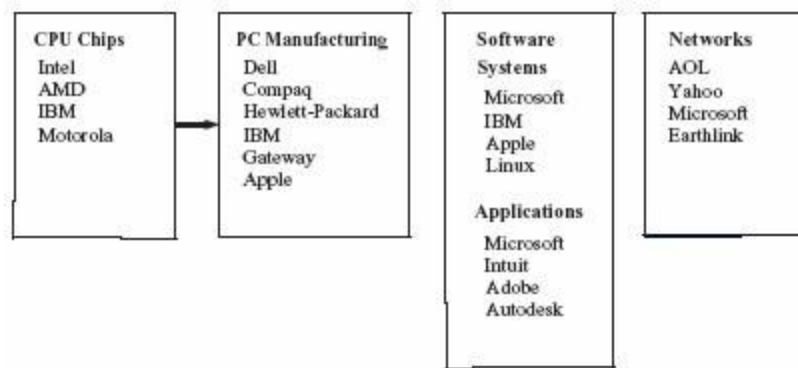 CPU Chips
Intel
AMD
IBM
Motorola
PC Manufacturing
Dell
Compaq
Hewlett-Packard
IBM
Gateway
Apple
Software
Systems
Microsoft
IBM
Apple
Linux
Applications
Microsoft
Intuit
Adobe
Autodesk
Networks
AOL
Yahoo
Microsoft
Earthlink